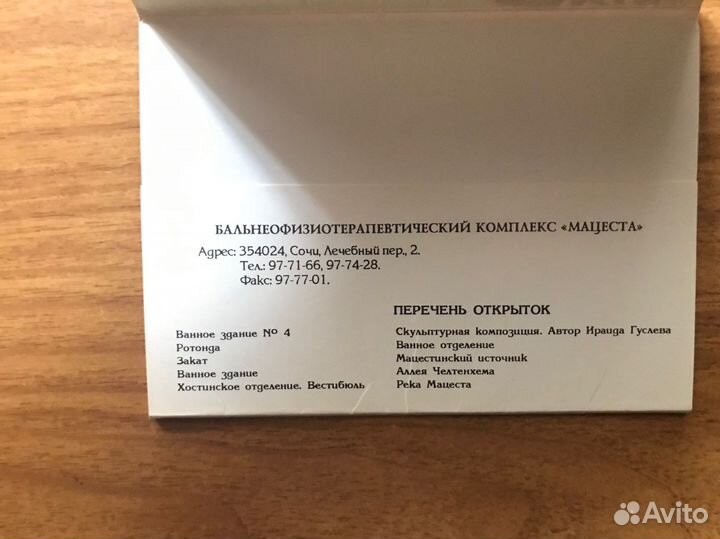 БАЛЬНЕОФИЗИОТЕРАПЕВТИЧЕСКИЙ КОМПЛЕКС «МАЦЕСТА»
Адрес: 354024, Сочи, Лечебный пер., 2.
Тел.: 97-71-66, 97-74-28.
Факс: 97-77-01.
ПЕРЕЧЕНЬ ОТКРЫТОК
Ванное здание № 4
Ротонда
Закат
Ванное здание
Хостинское отделение. Вестибюль
Скульптурная композиция. Автор Ираида Гуслева
Ванное отделение
Мацестинский источник
Аллея Челтенхема
Река Мацеста
Avito